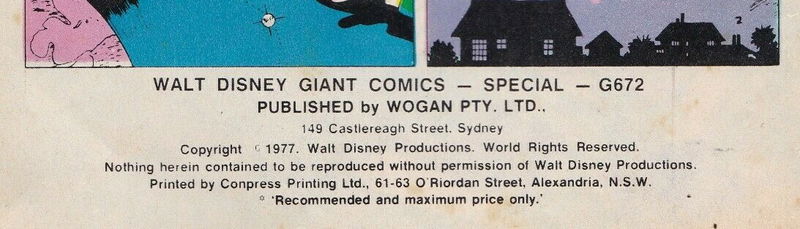 2
WALT DISNEY GIANT COMICS — SPECIAL — G672
PUBLISHED by WOGAN PTY. LTD.,
149 Castlereagh Street, Sydney
Copyright © 1977. Walt Disney Productions. World Rights Reserved.
Nothing herein contained to be reproduced without permission of Walt Disney Productions.
Printed by Conpress Printing Ltd., 61-63 O'Riordan Street, Alexandria, N.S.W.
* 'Recommended and maximum price only.'